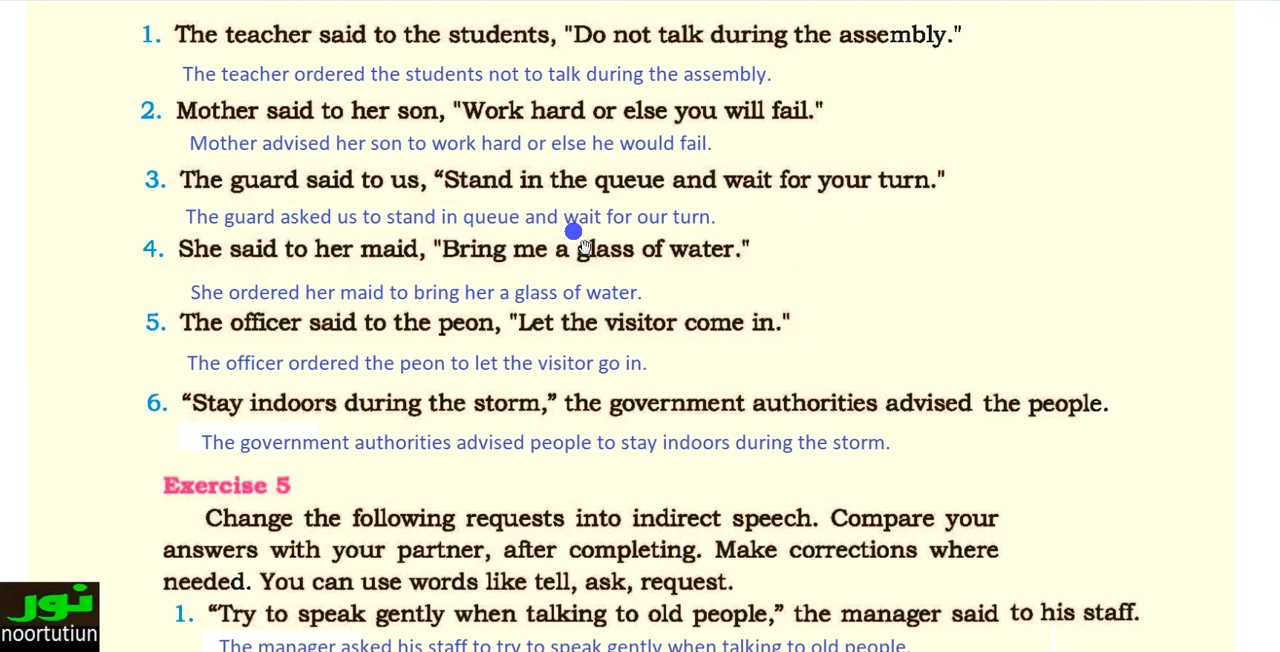 1. The teacher said to the students, "Do not talk during the assembly."
The teacher ordered the students not to talk during the assembly.
2. Mother said to her son, "Work hard or else you will fail."
Mother advised her son to work hard or else he would fail.
3. The guard said to us, “Stand in the queue and wait for your turn."
The guard asked us to stand in queue and wait for our turn.
4. She said to her maid, "Bring me a glass of water."
She ordered her maid to bring her a glass of water.
5. The officer said to the peon, "Let the visitor come in."
The officer ordered the peon to let the visitor go in.
6. “Stay indoors during the storm,” the government authorities advised the people.
The government authorities advised people to stay indoors during the storm.
Exercise 5
Change the following requests into indirect speech. Compare your
answers with your partner, after completing. Make corrections where
needed. You can use words like tell, ask, request.
1. “Try to speak gently when talking to old people,” the manager said to his staff.
The manager asked his staff to try to speak gently when talking to old people.
نور
noortutiun